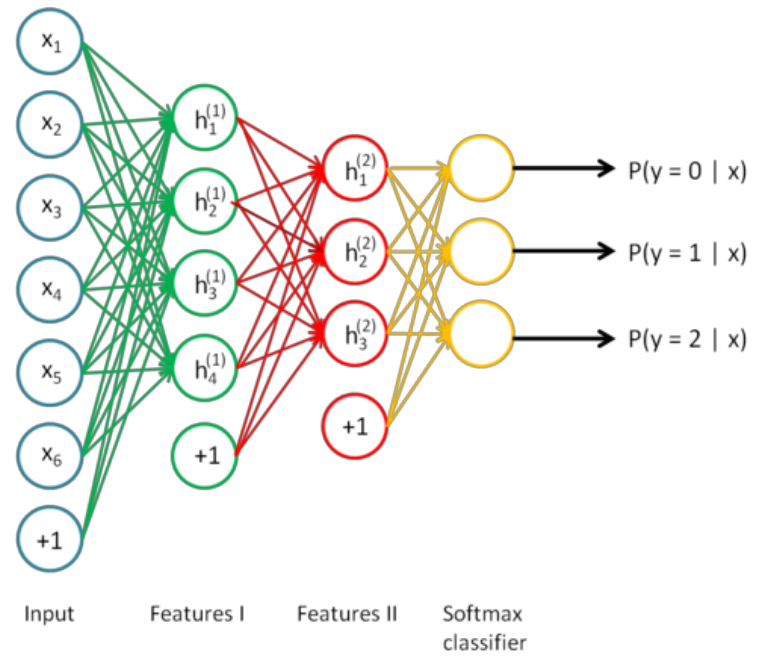 x₁
x₂
x₃
x₄
x₅
x₆
+1
h₁⁽¹⁾
h₂⁽¹⁾
h₃⁽¹⁾
h₄⁽¹⁾
+1
h₁⁽²⁾
h₂⁽²⁾
h₃⁽²⁾
+1
P(y = 0 | x)
P(y = 1 | x)
P(y = 2 | x)
Input
Features I
Features II
Softmax
classifier